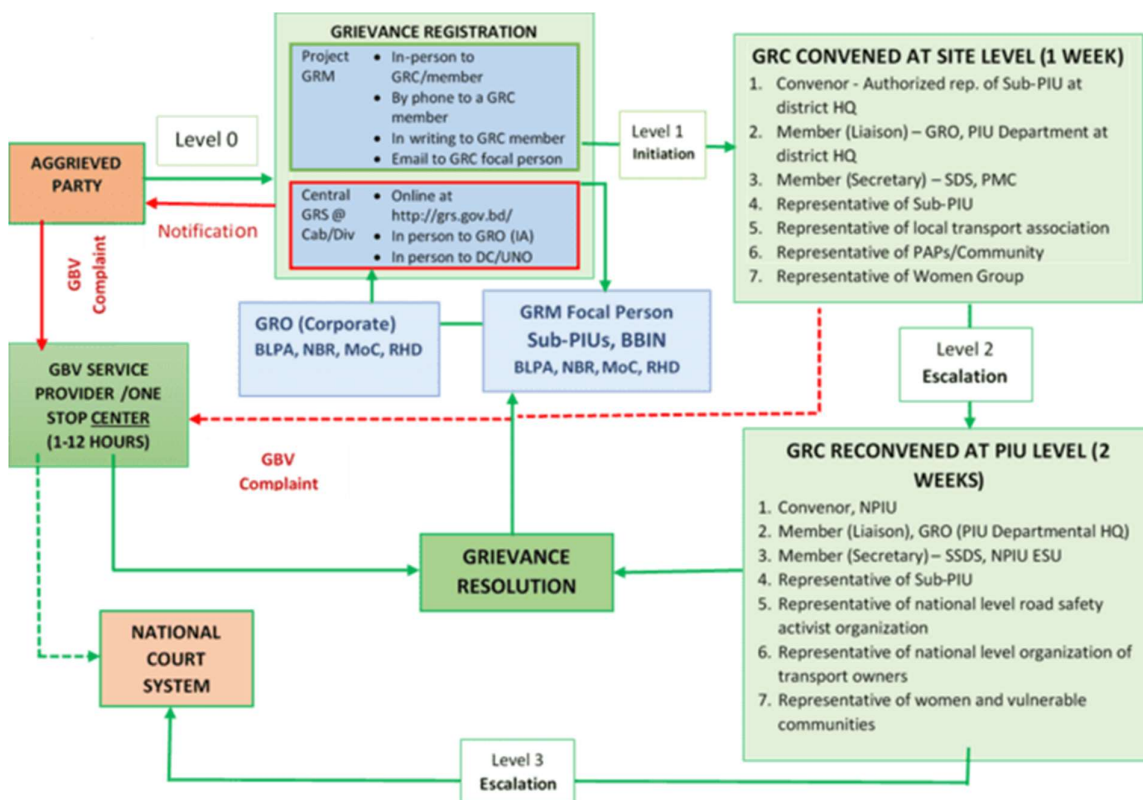 GRIEVANCE REGISTRATION
Project
GRM
• In-person to
GRC/member
• By phone to a GRC
member
• In writing to GRC member
• Email to GRC focal person
Central
GRS @
Cab/Div
• Online at
http://grs.gov.bd/
• In person to GRO (IA)
• In person to DC/UNO
Level 0
AGGRIEVED
PARTY
Notification
GBV
Complaint
Level 1
Initiation
GRC CONVENED AT SITE LEVEL (1 WEEK)
1. Convenor - Authorized rep. of Sub-PIU at
district HQ
2. Member (Liaison) – GRO, PIU Department at
district HQ
3. Member (Secretary) – SDS, PMC
4. Representative of Sub-PIU
5. Representative of local transport association
6. Representative of PAPs/Community
7. Representative of Women Group
GRO (Corporate)
BLPA, NBR, MoC, RHD
GRM Focal Person
Sub-PIUs, BBIN
BLPA, NBR, MoC, RHD
GBV SERVICE
PROVIDER /ONE
STOP CENTER
(1-12 HOURS)
Level 2
Escalation
GBV
Complaint
GRC RECONVENED AT PIU LEVEL (2
WEEKS)
1. Convenor, NPIU
2. Member (Liaison), GRO (PIU Departmental HQ)
3. Member (Secretary) – SSDS, NPIU ESU
4. Representative of Sub-PIU
5. Representative of national level road safety
activist organization
6. Representative of national level organization of
transport owners
7. Representative of women and vulnerable
communities
GRIEVANCE
RESOLUTION
NATIONAL
COURT
SYSTEM
Level 3
Escalation